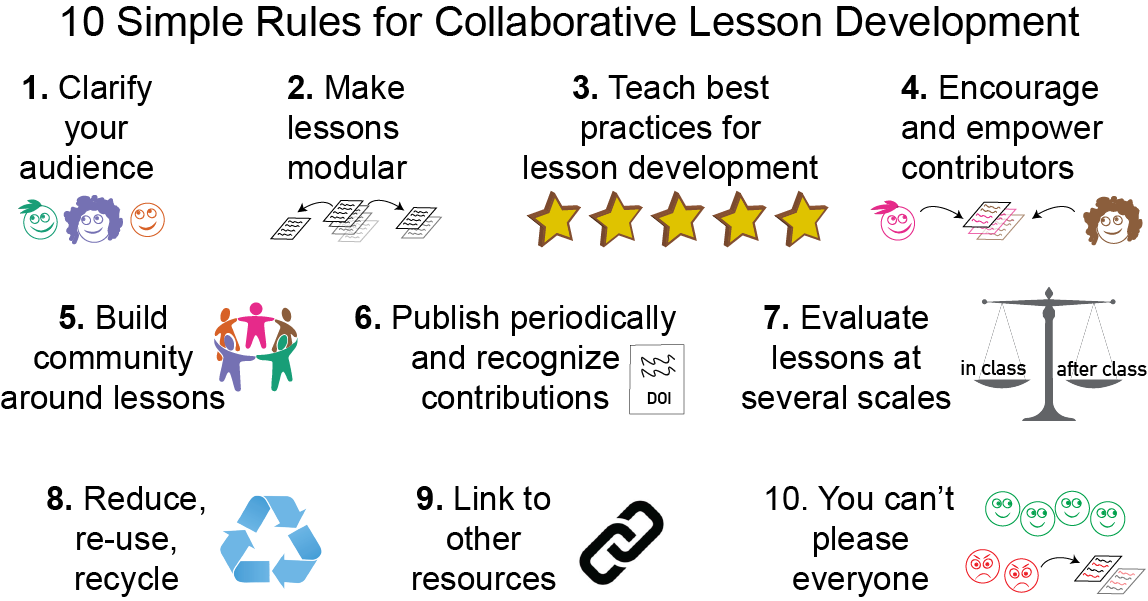 10 Simple Rules for Collaborative Lesson Development
1. Clarify
your
audience
2. Make
lessons
modular
3. Teach best
practices for
lesson development
4. Encourage
and empower
contributors
5. Build
community
around lessons
6. Publish periodically
and recognize
contributions
DOI
7. Evaluate
lessons at
several scales
in class
after class
8. Reduce,
re-use,
recycle
9. Link to
other
resources
10. You can’t
please
everyone